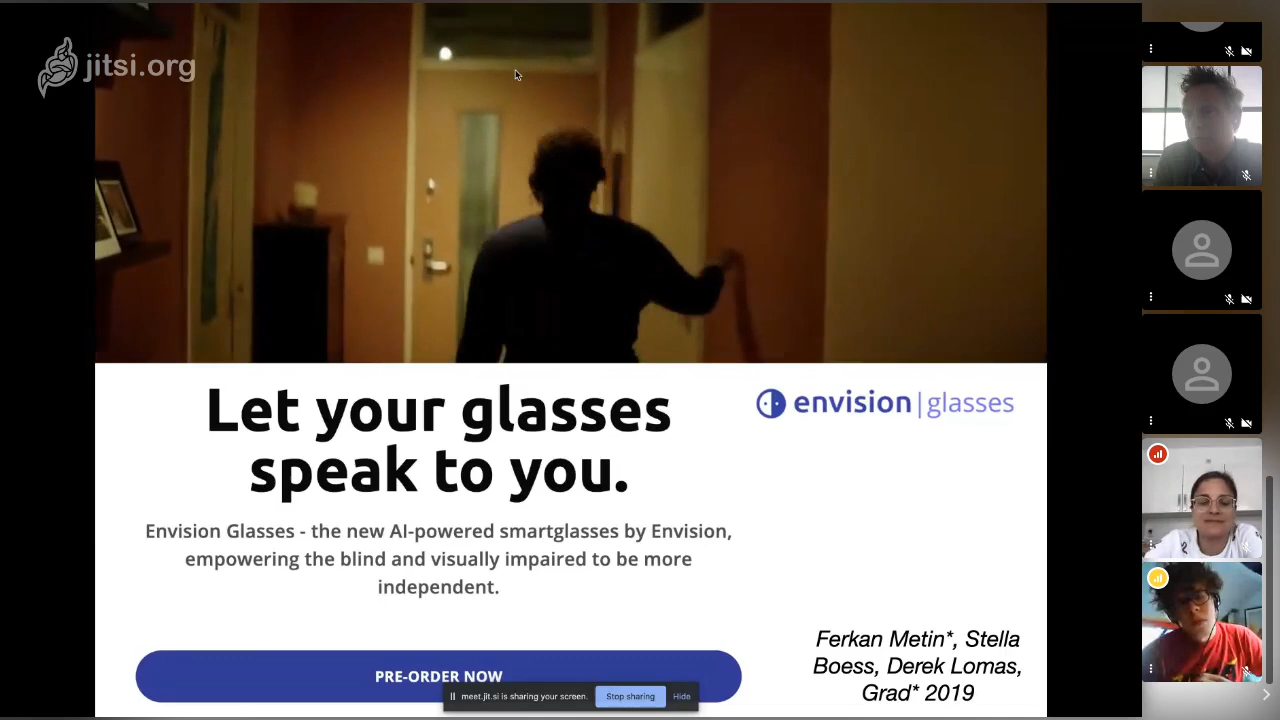 jitsi.org
Let your glasses
speak to you.
envision|glasses
Envision Glasses - the new AI-powered smartglasses by Envision,
empowering the blind and visually impaired to be more
independent.
Ferkan Metin*, Stella
Boess, Derek Lomas,
Grad* 2019
PRE-ORDER NOW
meet.jit.si is sharing your screen.
Stop sharing
Hide